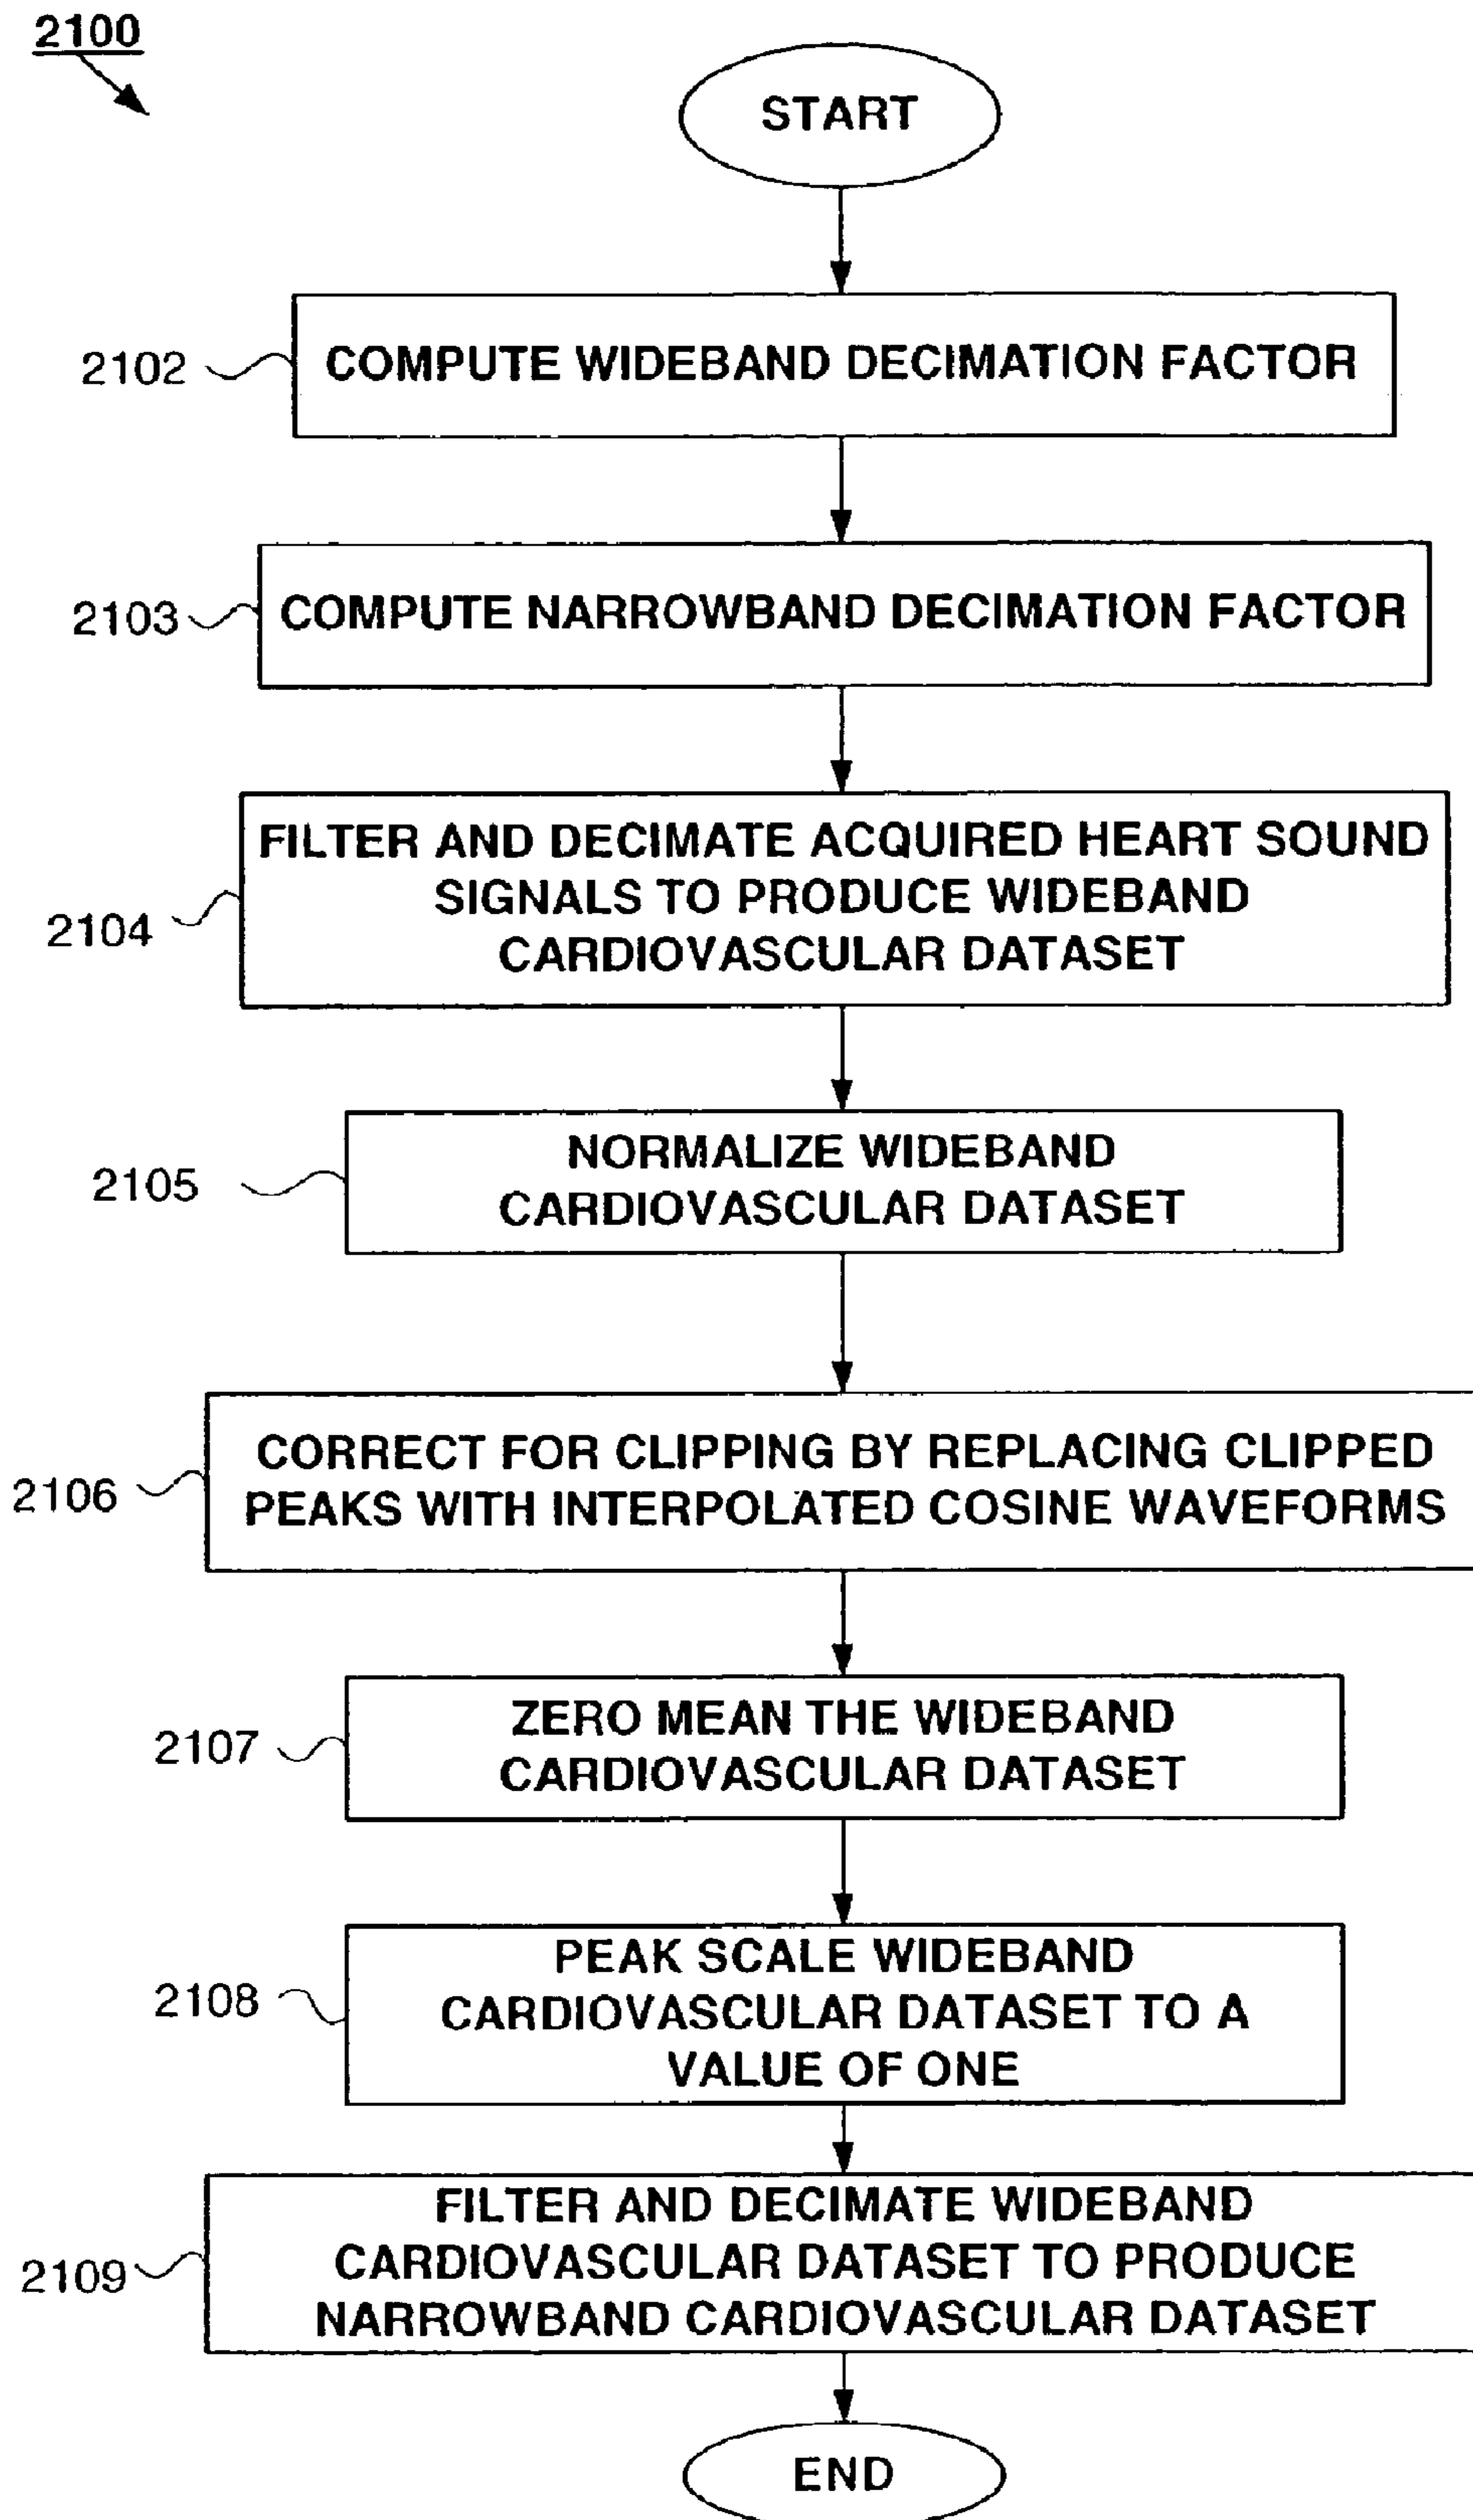 2100
START
2102
COMPUTE WIDEBAND DECIMATION FACTOR
2103
COMPUTE NARROWBAND DECIMATION FACTOR
2104
FILTER AND DECIMATE ACQUIRED HEART SOUND
SIGNALS TO PRODUCE WIDEBAND
CARDIOVASCULAR DATASET
2105
NORMALIZE WIDEBAND
CARDIOVASCULAR DATASET
2106
CORRECT FOR CLIPPING BY REPLACING CLIPPED
PEAKS WITH INTERPOLATED COSINE WAVEFORMS
2107
ZERO MEAN THE WIDEBAND
CARDIOVASCULAR DATASET
2108
PEAK SCALE WIDEBAND
CARDIOVASCULAR DATASET TO A
VALUE OF ONE
2109
FILTER AND DECIMATE WIDEBAND
CARDIOVASCULAR DATASET TO PRODUCE
NARROWBAND CARDIOVASCULAR DATASET
END